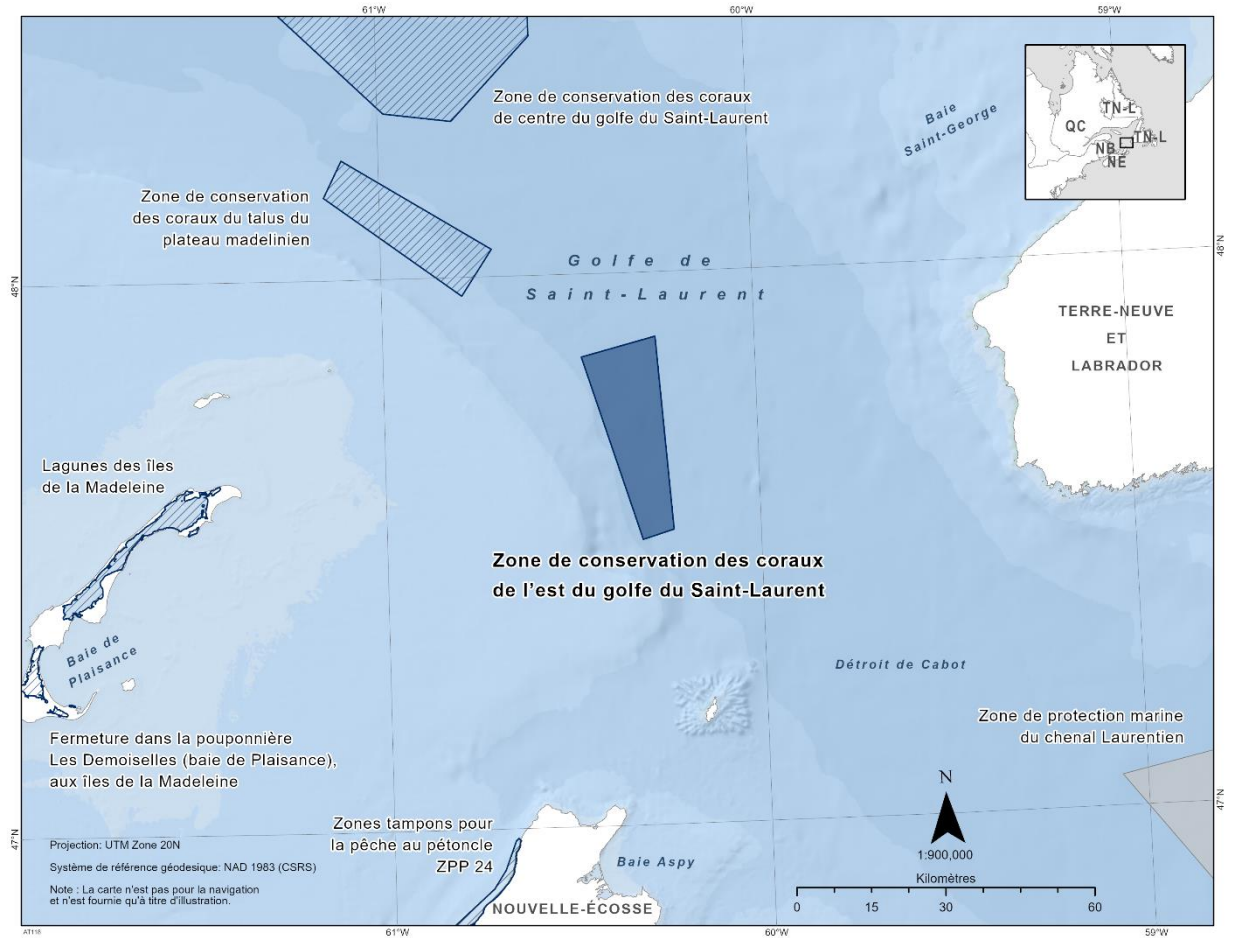 61°W
60°W
59°W
Zone de conservation des coraux
de centre du golfe du Saint-Laurent
Baie
Saint-George
QC
TN-L
TN-L
NB
NE
Zone de conservation
des coraux du talus du
plateau madelinien
Golfe de
Saint-Laurent
48°N
48°N
TERRE-NEUVE
ET
LABRADOR
Lagunes des îles
de la Madeleine
Zone de conservation des coraux
de l'est du golfe du Saint-Laurent
Baie de
Plaisance
Détroit de Cabot
Zone de protection marine
du chenal Laurentien
Fermeture dans la pouponnière
Les Demoiselles (baie de Plaisance),
aux îles de la Madeleine
Zones tampons pour
la pêche au pétoncle
ZPP 24
47°N
47°N
N
1:900,000
Kilomètres
0 15 30 60
Baie Aspy
NOUVELLE-ÉCOSSE
Projection: UTM Zone 20N
Système de référence géodesique: NAD 1983 (CSRS)
Note : La carte n'est pas pour la navigation
et n'est fournie qu'à titre d'illustration.
61°W
60°W
59°W